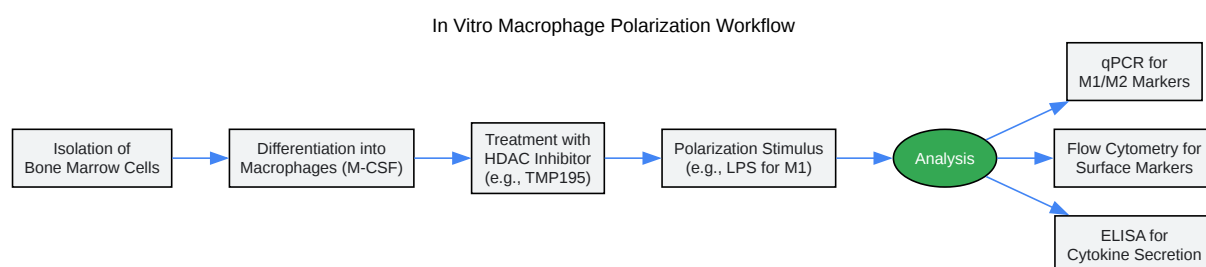 In Vitro Macrophage Polarization Workflow
Isolation of
Bone Marrow Cells
Differentiation into
Macrophages (M-CSF)
Treatment with
HDAC Inhibitor
(e.g., TMP195)
Polarization Stimulus
(e.g., LPS for M1)
Analysis
qPCR for
M1/M2 Markers
Flow Cytometry for
Surface Markers
ELISA for
Cytokine Secretion